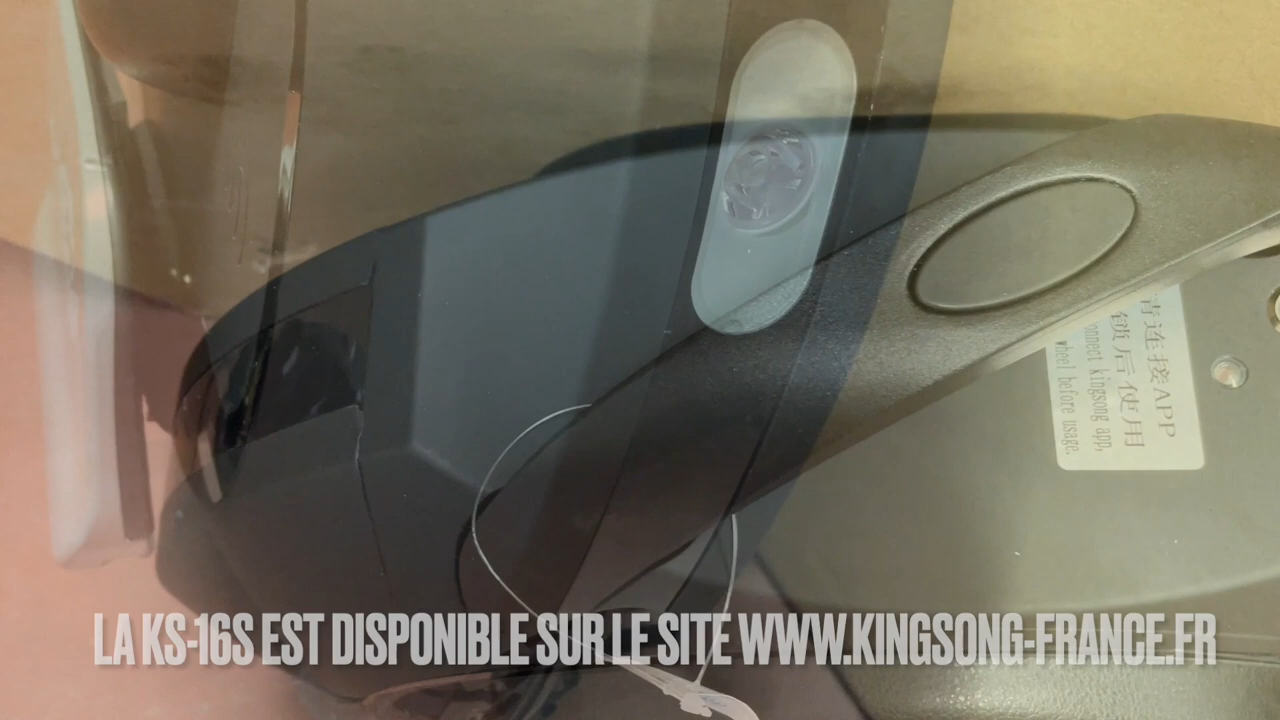 请连接APP
锁后使用
onnect kingsong app,
wheel before usage.
LA KS-16S EST DISPONIBLE SUR LE SITE WWW.KINGSONG-FRANCE.FR